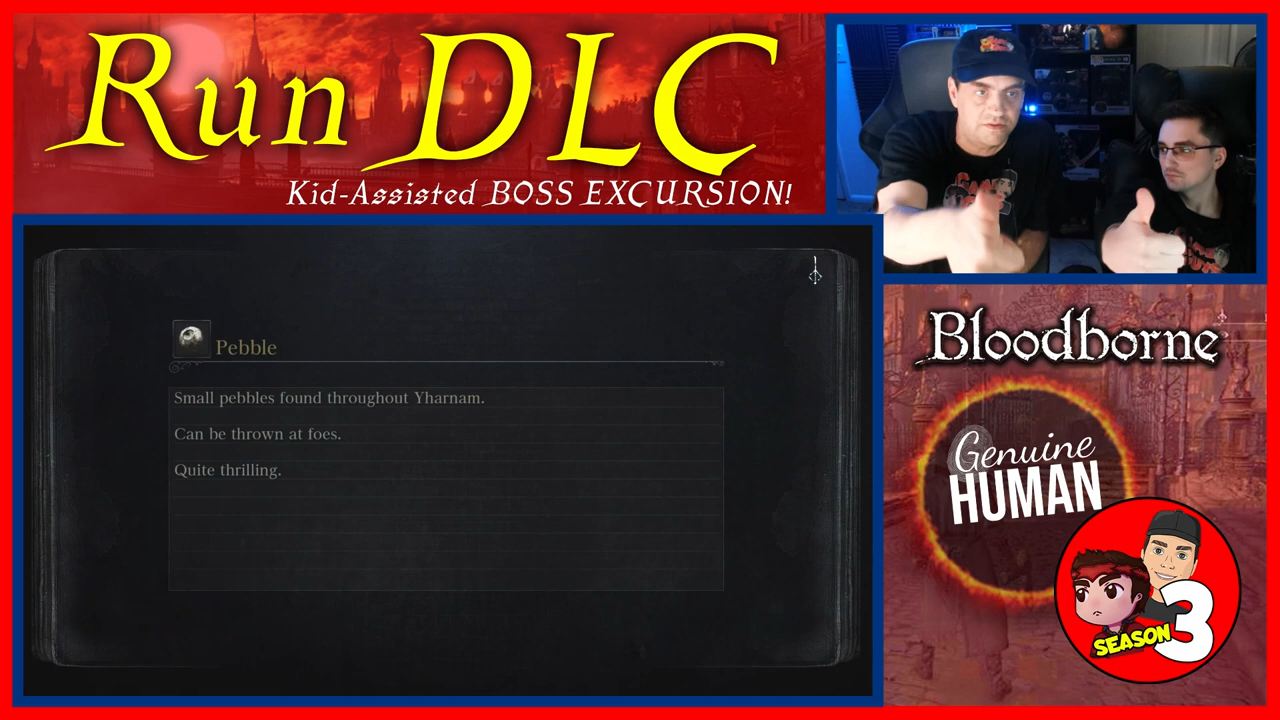 Run DLC
Kid-Assisted BOSS EXCURSION!
Pebble
Small pebbles found throughout Yharnam.
Can be thrown at foes.
Quite thrilling.
Bloodborne
Genuine
HUMAN
SEASON 3